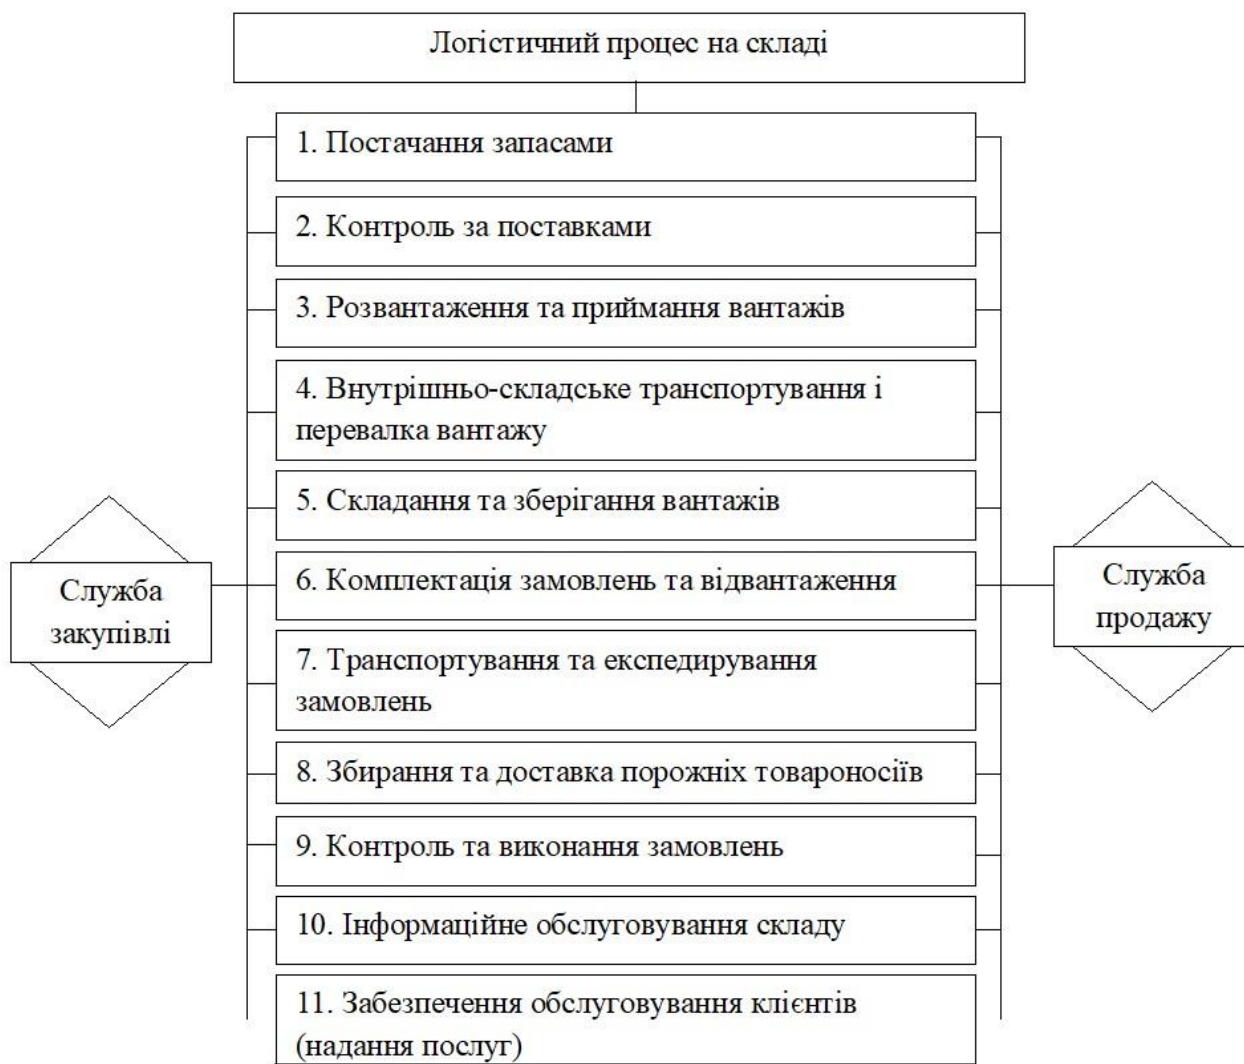 Логістичний процес на складі
1. Постачання запасами
2. Контроль за поставками
3. Розвантаження та приймання вантажів
4. Внутрішньо-складське транспортування і
перевалка вантажу
5. Складання та зберігання вантажів
Служба
закупівлі
6. Комплектація замовлень та відвантаження
Служба
продажу
7. Транспортування та експедирування
замовлень
8. Збирання та доставка порожніх товароносіїв
9. Контроль та виконання замовлень
10. Інформаційне обслуговування складу
11. Забезпечення обслуговування клієнтів
(надання послуг)